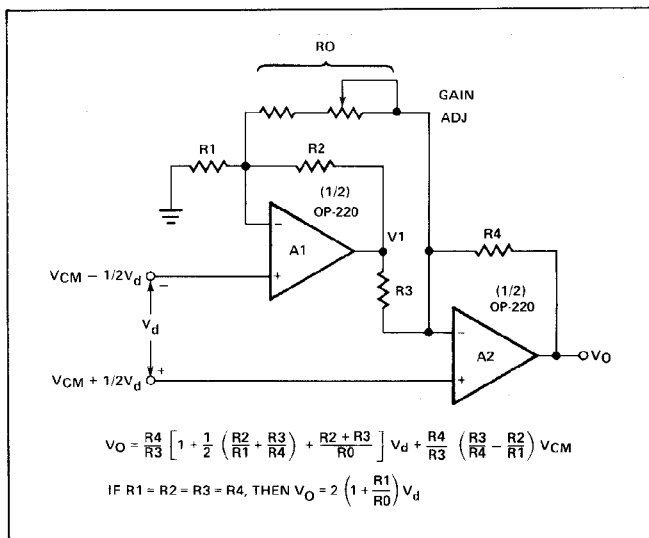 RO
GAIN
ADJ
R1
R2
(1/2)
OP-220
V1
A1
−
+
R3
R4
(1/2)
OP-220
VCM − 1/2Vd
−
Vd
+
VCM + 1/2Vd
−
+
A2
VO
VO = R4/R3 [1 + 1/2 (R2/R1 + R3/R4) + R2 + R3/R0] Vd + R4/R3 (R3/R4 − R2/R1) VCM
IF R1 = R2 = R3 = R4, THEN VO = 2 (1 + R1/R0) Vd